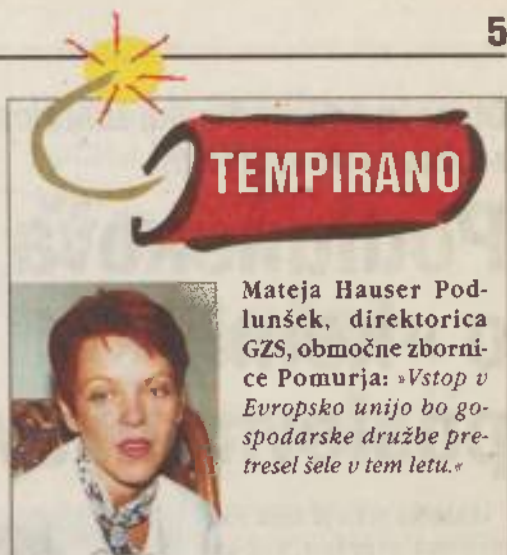 5
TEMPIRANO
Mateja Hauser Pod-
lunšek, direktorica
GZS, območne zborni-
ce Pomurja: »Vstop v
Evropsko unijo bo go-
spodarske družbe pre-
tresel šele v tem letu.«